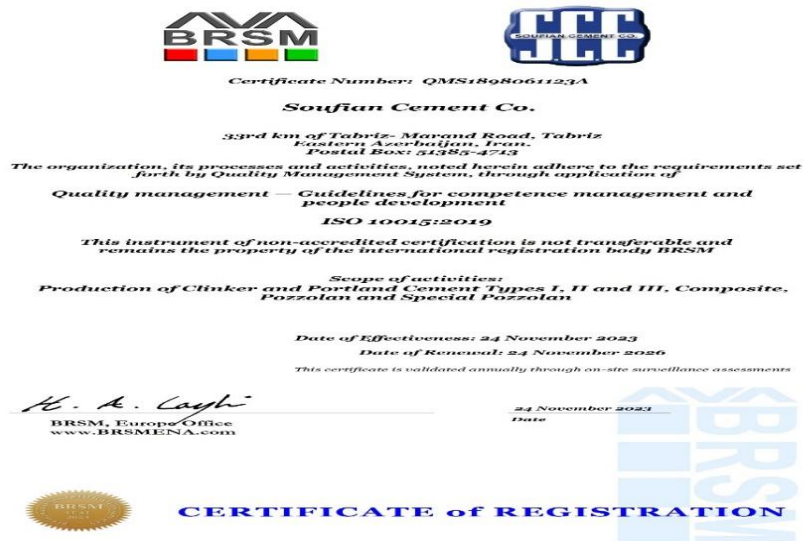 BRSM
SOUFIAN CEMENT CO.
S.C.C
Certificate Number: QMS1898061123A
Soufian Cement Co.
33rd km of Tabriz- Marand Road, Tabriz
Eastern Azerbaijan, Iran.
Postal Box: 51385-4713
The organization, its processes and activities, noted herein adhere to the requirements set
forth by Quality Management System, through application of
Quality management — Guidelines for competence management and
people development
ISO 10015:2019
This instrument of non-accredited certification is not transferable and
remains the property of the international registration body BRSM
Scope of activities:
Production of Clinker and Portland Cement Types I, II and III, Composite,
Pozzolan and Special Pozzolan
Date of Effectiveness: 24 November 2023
Date of Renewal: 24 November 2026
This certificate is validated annually through on-site surveillance assessments
24 November 2023
Date
BRSM, Europe Office
www.BRSMENA.com
BRSM
BRSM
CERTIFICATE of REGISTRATION